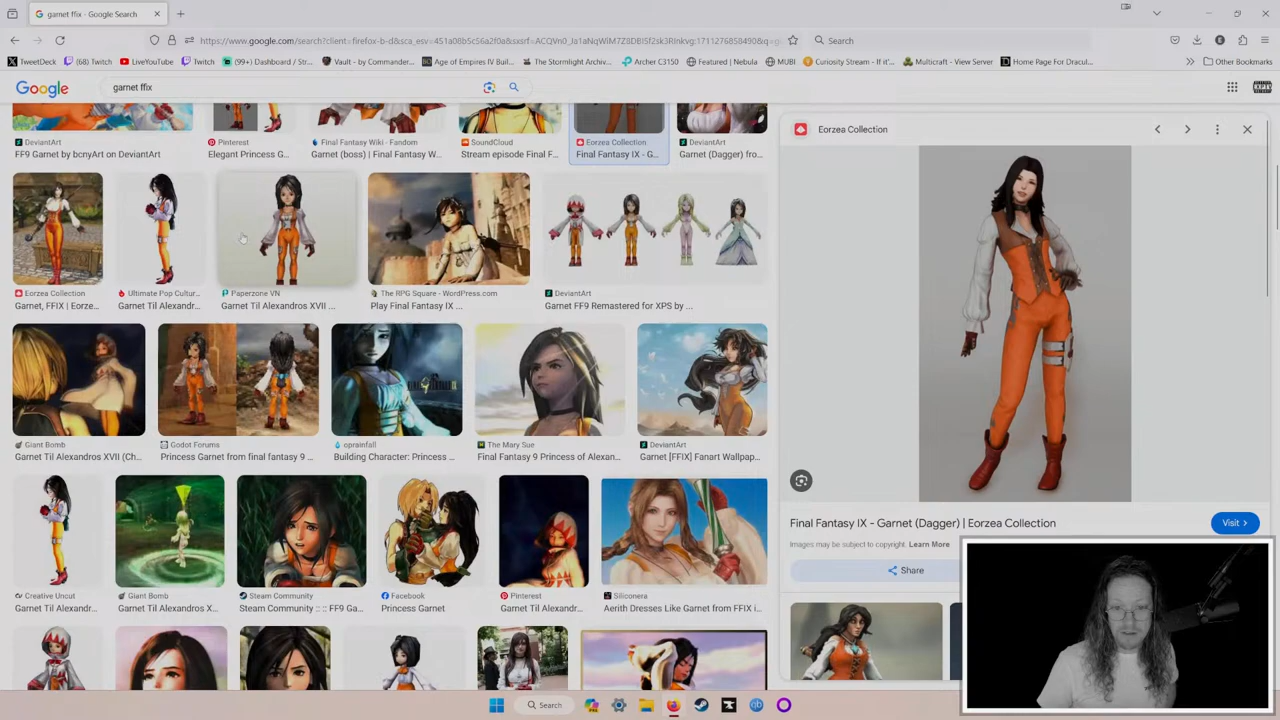 garnet ffix - Google Search
https://www.google.com/search?client=firefox-b-d&sca_esv=451a08b5c56a2f0a&sxsrf=
Search
TweetDeck
(68) Twitch
LiveYouTube
Twitch
(99+) Dashboard / Str...
Vault - by Commander...
Age of Empires IV Buil...
The Stormlight Archiv...
Archer C3150
Featured | Nebula
MUBI
Curiosity Stream - If'e...
Multicraft - View Server
Home Page For Dracul...
Other Bookmarks
Google
garnet ffix
DeviantArt
FF9 Garnet by bcnyArt on DeviantArt
Pinterest
Elegant Princess G...
Final Fantasy Wiki - Fandom
Garnet (boss) | Final Fantasy W...
SoundCloud
Stream episode Final F...
Eorzea Collection
Final Fantasy IX - G...
DeviantArt
Garnet (Dagger) fro...
Eorzea Collection
Eorzea Collection
Garnet, FFIX | Eorze...
Ultimate Pop Cultur...
Garnet Til Alexandr...
Paperzone VN
Garnet Til Alexandros XVII ...
The RPG Square - WordPress.com
Play Final Fantasy IX ...
DeviantArt
Garnet FF9 Remastered for XPS by ...
Giant Bomb
Garnet Til Alexandros XVII (Ch...
Godot Forums
Princess Garnet from final fantasy 9 ...
oprainfall
Building Character: Princess ...
The Mary Sue
Final Fantasy 9 Princess of Alexan...
DeviantArt
Garnet [FFIX] Fanart Wallpap...
Creative Uncut
Garnet Til Alexandr...
Giant Bomb
Garnet Til Alexandros X...
Steam Community
Steam Community :: :: FF9 Ga...
Facebook
Princess Garnet
Pinterest
Garnet Til Alexandr...
Siliconera
Aerith Dresses Like Garnet from FFIX i...
Final Fantasy IX - Garnet (Dagger) | Eorzea Collection
Visit
Images may be subject to copyright. Learn More
Share
Search